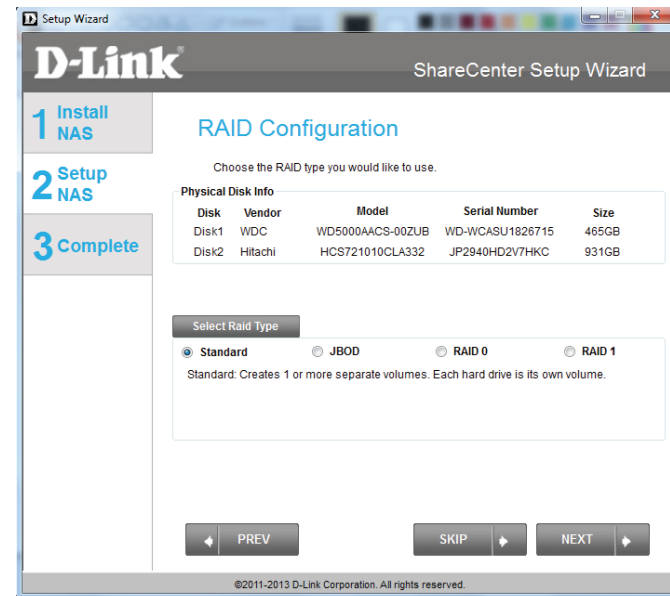 Setup Wizard
D-Link®
ShareCenter Setup Wizard
1 Install NAS
2 Setup NAS
3 Complete
RAID Configuration
Choose the RAID type you would like to use.
Physical Disk Info
Disk Vendor Model Serial Number Size
Disk1 WDC WD5000AACS-00ZUB WD-WCASU1826715 465GB
Disk2 Hitachi HCS721010CLA332 JP2940HD2V7HKC 931GB
Select Raid Type
Standard JBOD RAID 0 RAID 1
Standard: Creates 1 or more separate volumes. Each hard drive is its own volume.
PREV SKIP NEXT
©2011-2013 D-Link Corporation. All rights reserved.